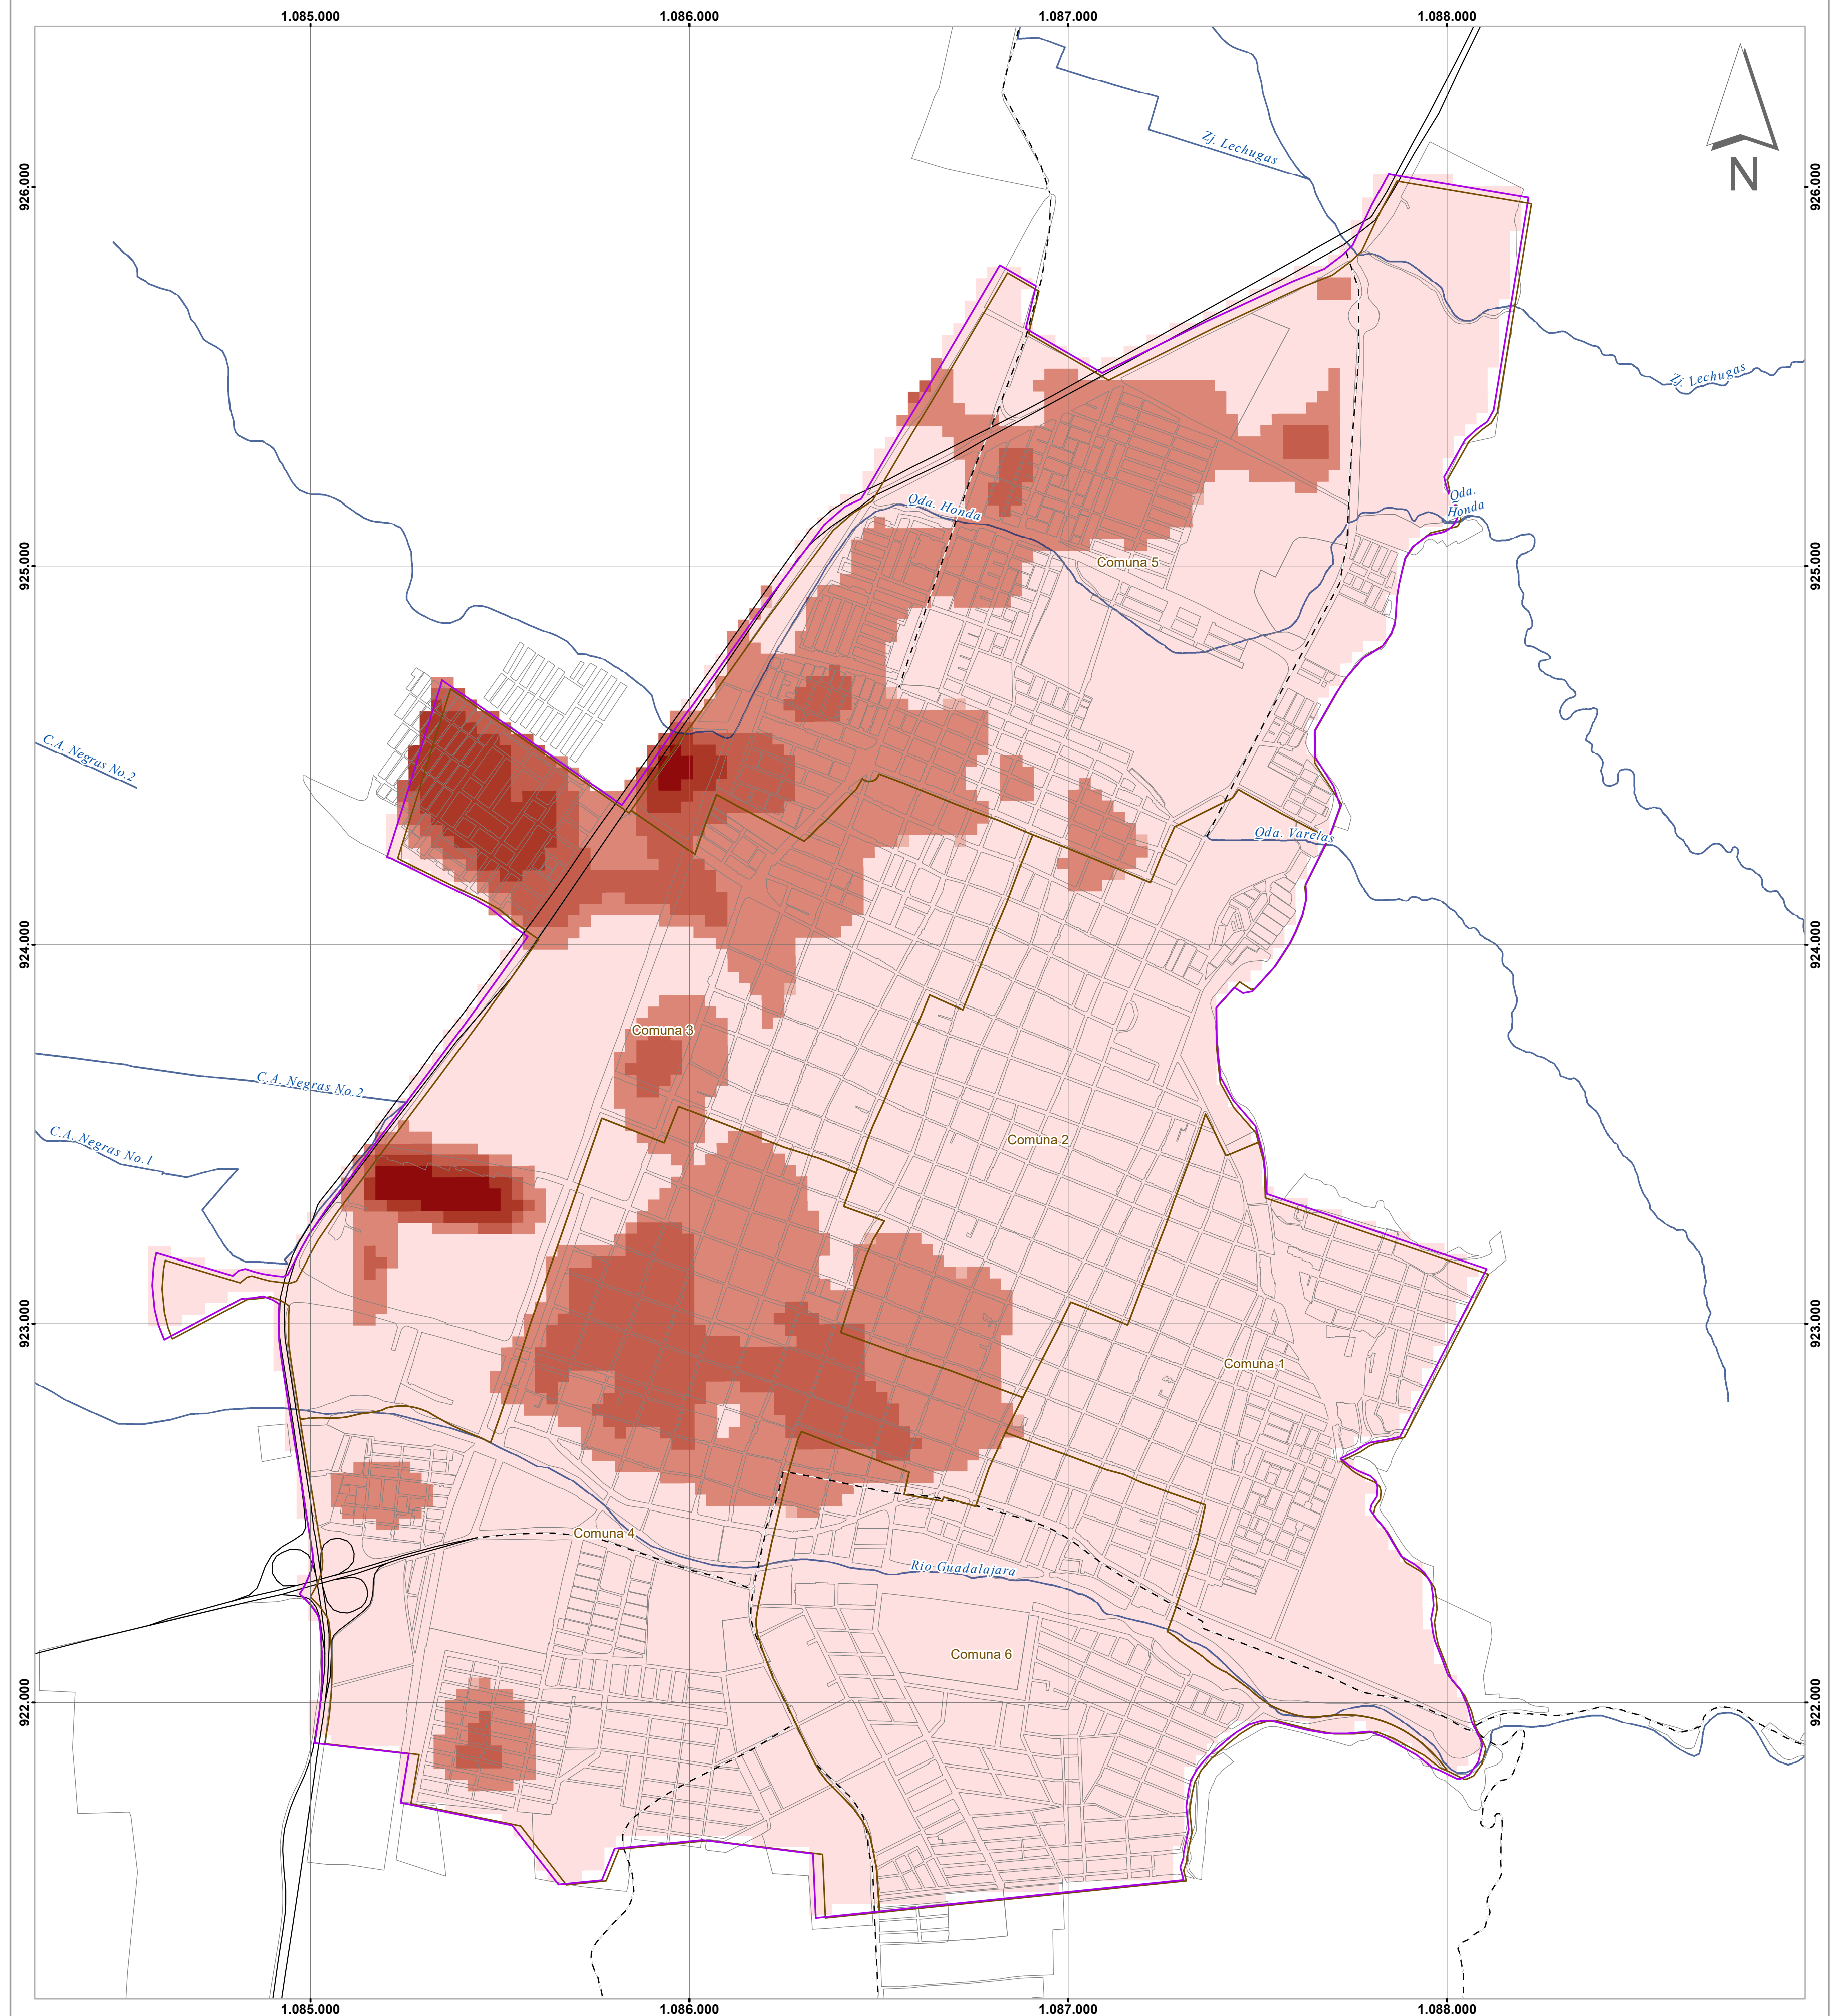 1.085.000 1.086.000 1.087.000 1.088.000
N
Zj. Lechugas
926.000 926.000
Zj. Lechugas
Qda. Honda
Qda.
Honda
925.000 925.000
Comuna 5
C.A. Negras No.2
Qda. Varelas
924.000 924.000
Comuna 3
C.A. Negras No.2
C.A. Negras No.1
Comuna 2
923.000 923.000
Comuna 1
Comuna 4
Rio Guadalajara
Comuna 6
922.000 922.000
1.085.000 1.086.000 1.087.000 1.088.000